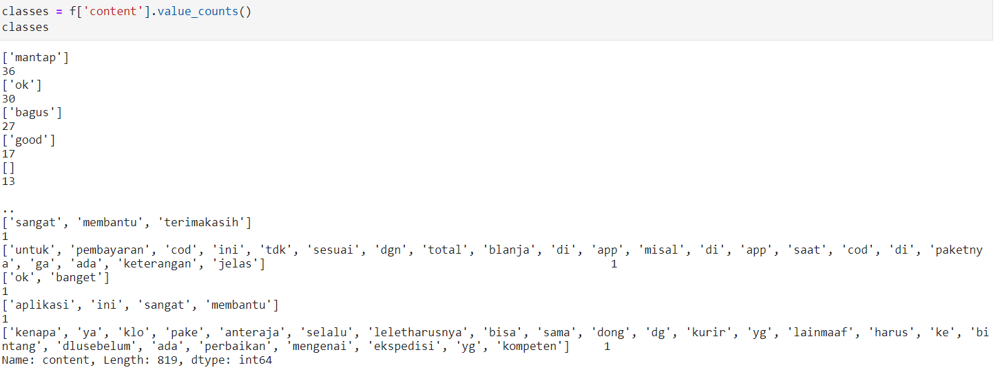 classes = f['content'].value_counts()
classes
['mantap']
36
['ok']
30
['bagus']
27
['good']
17
[]
13
..
['sangat', 'membantu', 'terimakasih']
1
['untuk', 'pembayaran', 'cod', 'ini', 'tdk', 'sesuai', 'dgn', 'total', 'blanja', 'di', 'app', 'misal', 'di', 'app', 'saat', 'cod', 'di', 'paketny
a', 'ga', 'ada', 'keterangan', 'jelas'] 1
['ok', 'banget']
1
['aplikasi', 'ini', 'sangat', 'membantu']
1
['kenapa', 'ya', 'klo', 'pake', 'anteraja', 'selalu', 'leletharusnya', 'bisa', 'sama', 'dong', 'dg', 'kurir', 'yg', 'lainmaaf', 'harus', 'ke', 'bi
ntang', 'dlusebelum', 'ada', 'perbaikan', 'mengenai', 'ekspedisi', 'yg', 'kompeten'] 1
Name: content, Length: 819, dtype: int64